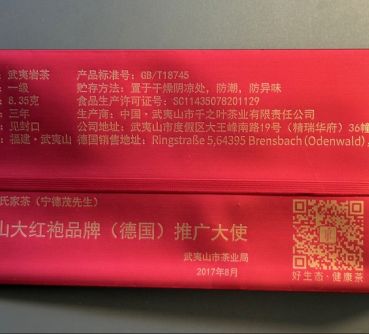 ：武夷岩茶 产品标准号：GB/T18745
：一级 贮存方法：置于干燥阴凉处，防潮，防异味
：8.35克 食品生产许可证号：SC11435078201129
：三年 生产商：中国·武夷山市千之叶茶业有限责任公司
：见封口 公司地址：武夷山市度假区大王峰南路19号（精瑞华府）36幢
：福建·武夷山 德国销售地址：Ringstraße 5,64395 Brensbach (Odenwald),
氏家茶（宁德茂先生）
山大红袍品牌（德国）推广大使
武夷山市茶业局
2017年8月
好生态·健康茶